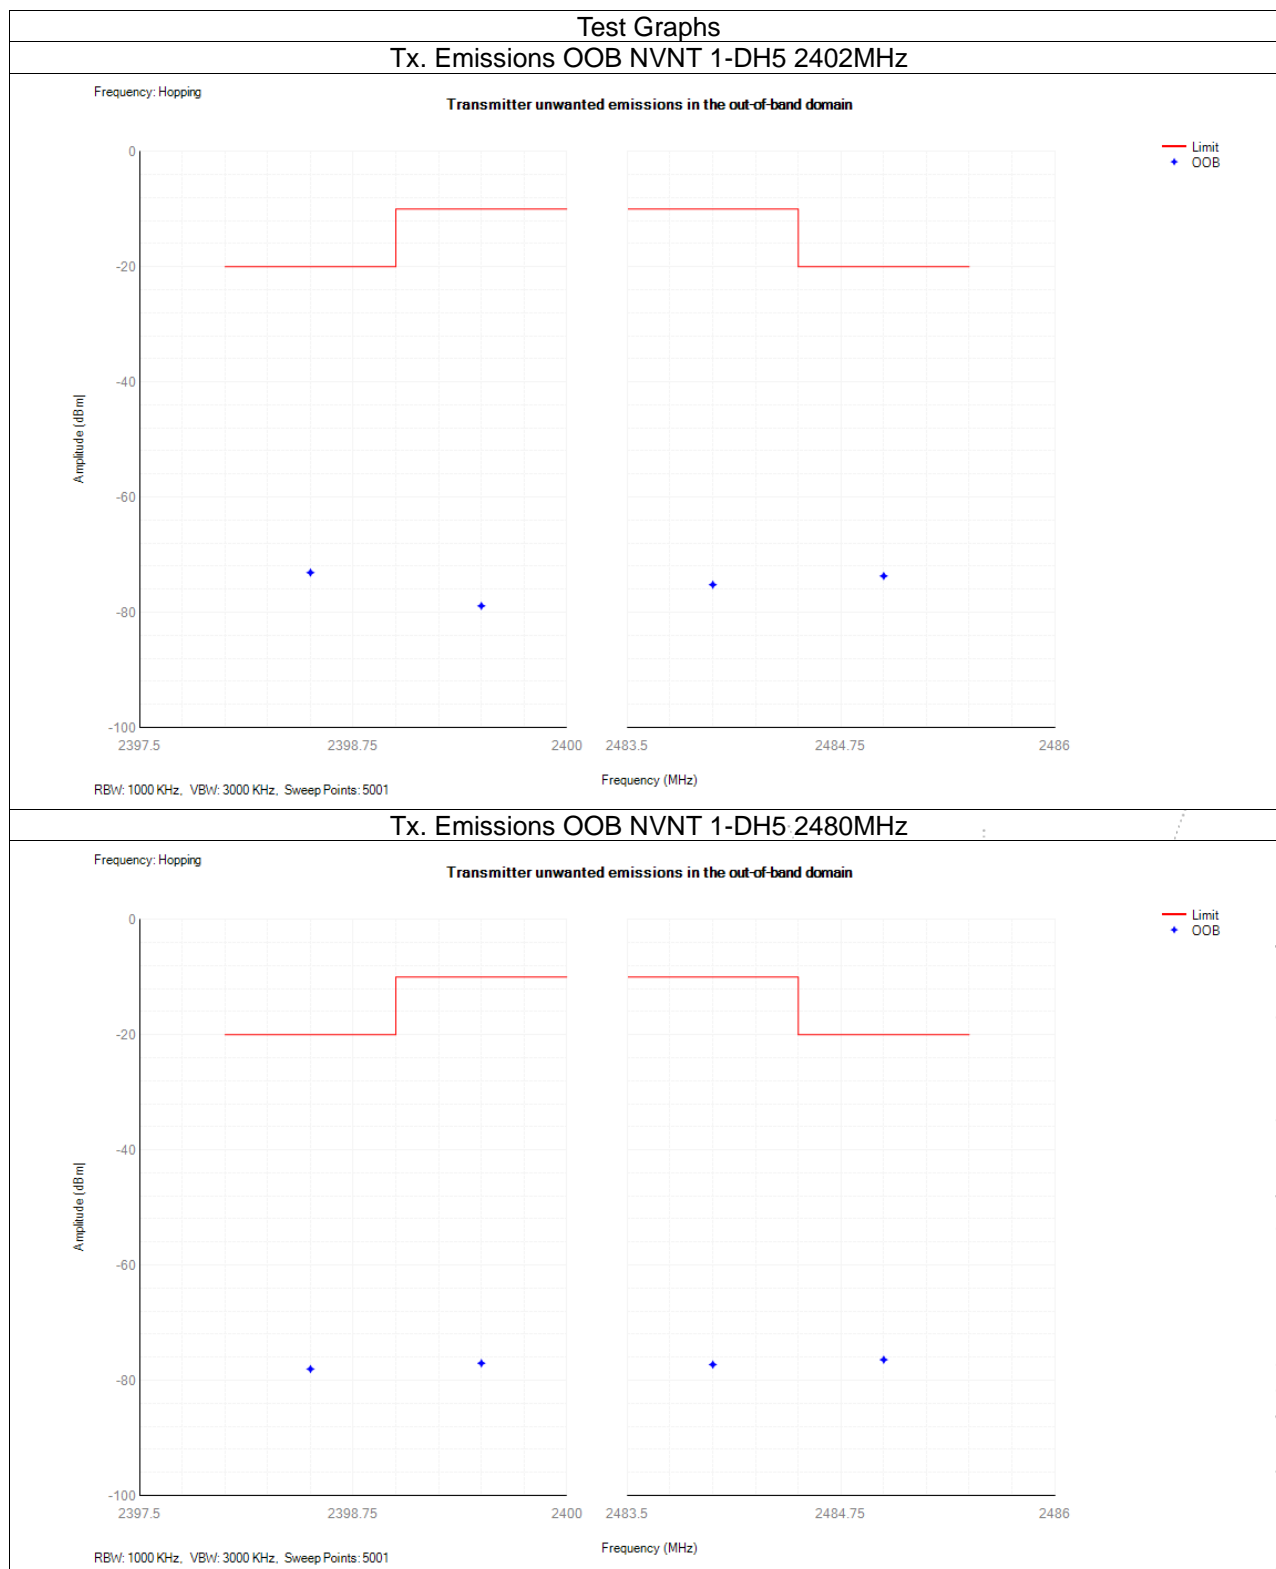 Test Graphs
Tx. Emissions OOB NVNT 1-DH5 2402MHz
Frequency: Hopping
Transmitter unwanted emissions in the out-of-band domain
Limit
OOB
0
-20
-40
-60
-80
-100
Amplitude (dBm)
2397.5 2398.75 2400 2483.5 2484.75 2486
Frequency (MHz)
RBW: 1000 KHz, VBW: 3000 KHz, Sweep Points: 5001
Tx. Emissions OOB NVNT 1-DH5 2480MHz
Frequency: Hopping
Transmitter unwanted emissions in the out-of-band domain
Limit
OOB
0
-20
-40
-60
-80
-100
Amplitude (dBm)
2397.5 2398.75 2400 2483.5 2484.75 2486
Frequency (MHz)
RBW: 1000 KHz, VBW: 3000 KHz, Sweep Points: 5001